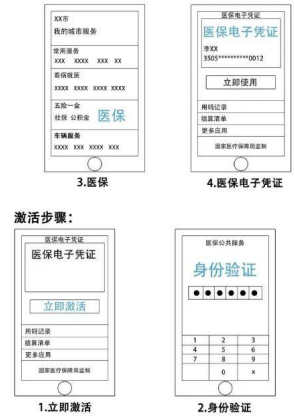 XX市
我的城市服务
常用服务
xxx xxxx xxx xx
看病就医
xxxx xxxx xxxx xxxx
五险一金
社保 公积金 医保
车辆服务
xxxx xxx xxxx xxx
3.医保
医保电子凭证
医保电子凭证
李XX
3505**********0012
立即使用
用码记录
结算清单
更多应用
国家医疗保障局监制
4.医保电子凭证
激活步骤：
医保电子凭证
医保电子凭证
立即激活
用码记录
结算清单
更多应用
国家医疗保障局监制
1.立即激活
医保公共服务
身份验证
1 2 3
4 5 6
7 8 9
0 x
2.身份验证